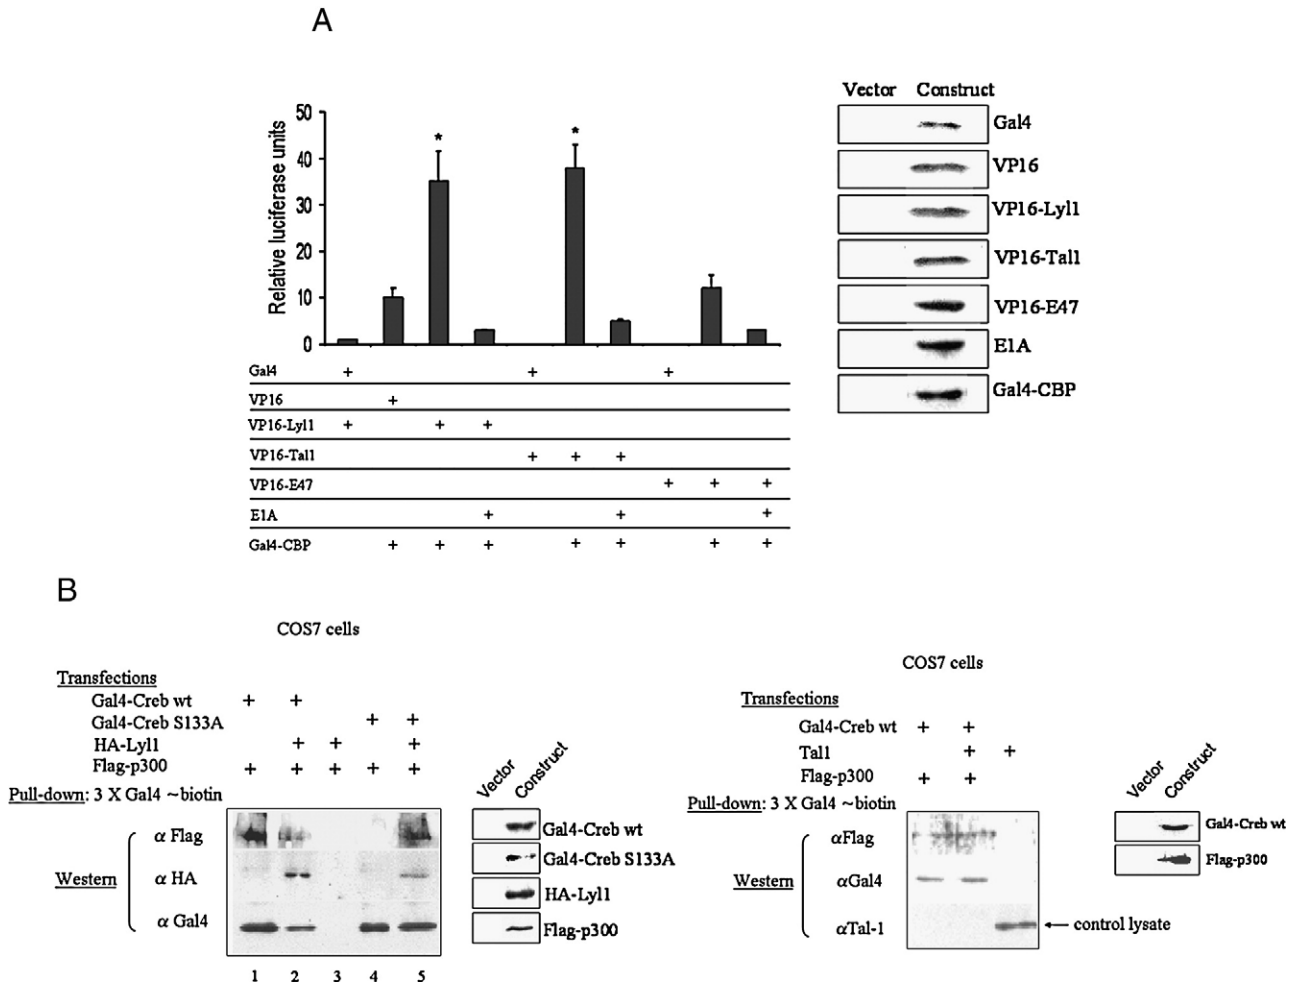 A
Vector Construct
Gal4
VP16
VP16-Lyl1
VP16-Tal1
VP16-E47
E1A
Gal4-CBP
Relative luciferase units
50
40
30
20
10
0
* *
Gal4 + + +
VP16 +
VP16-Lyl1 + + +
VP16-Tal1 + + +
VP16-E47 + + +
E1A + + +
Gal4-CBP + + + + + + +
B
COS7 cells
Transfections
Gal4-Creb wt + +
Gal4-Creb S133A + +
HA-Lyl1 + + +
Flag-p300 + + + + +
Pull-down: 3 X Gal4 ~biotin
Western
α Flag
α HA
α Gal4
1 2 3 4 5
Vector Construct
Gal4-Creb wt
Gal4-Creb S133A
HA-Lyl1
Flag-p300
COS7 cells
Transfections
Gal4-Creb wt + +
Tal1 + +
Flag-p300 + +
Pull-down: 3 X Gal4 ~biotin
Western
αFlag
αGal4
αTal-1
control lysate
Vector Construct
Gal4-Creb wt
Flag-p300